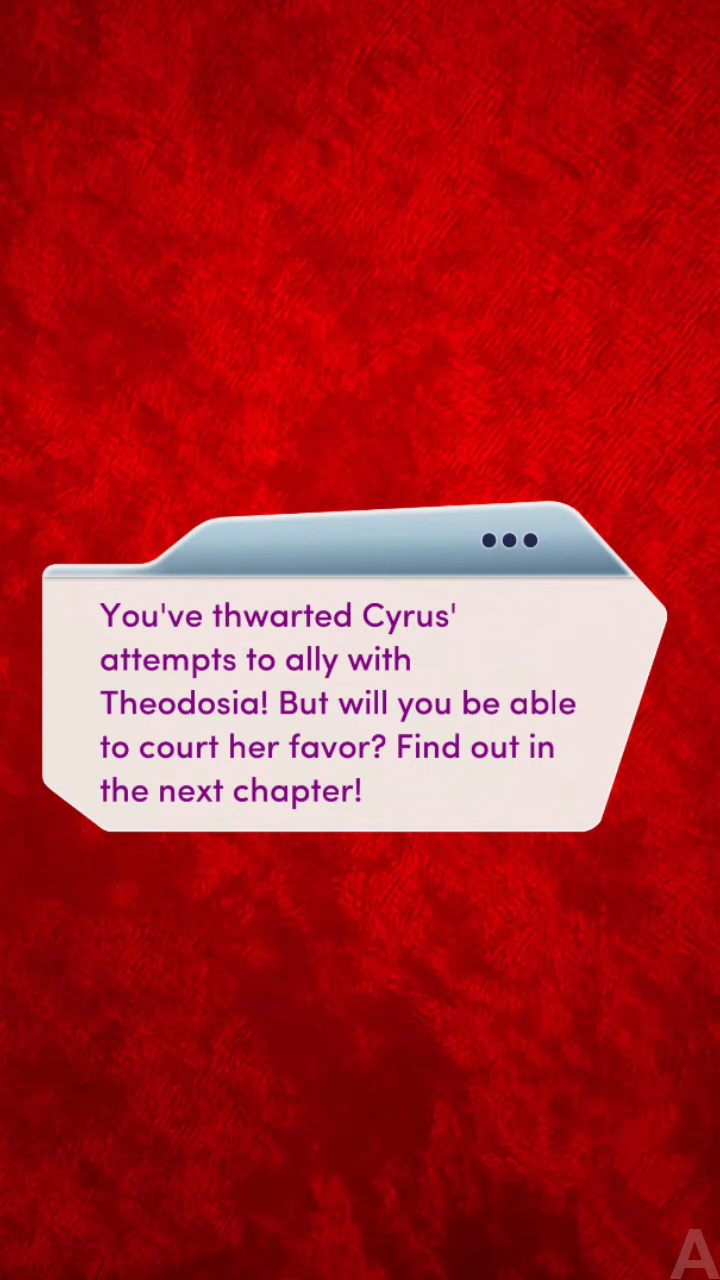 You've thwarted Cyrus'
attempts to ally with
Theodosia! But will you be able
to court her favor? Find out in
the next chapter!
A